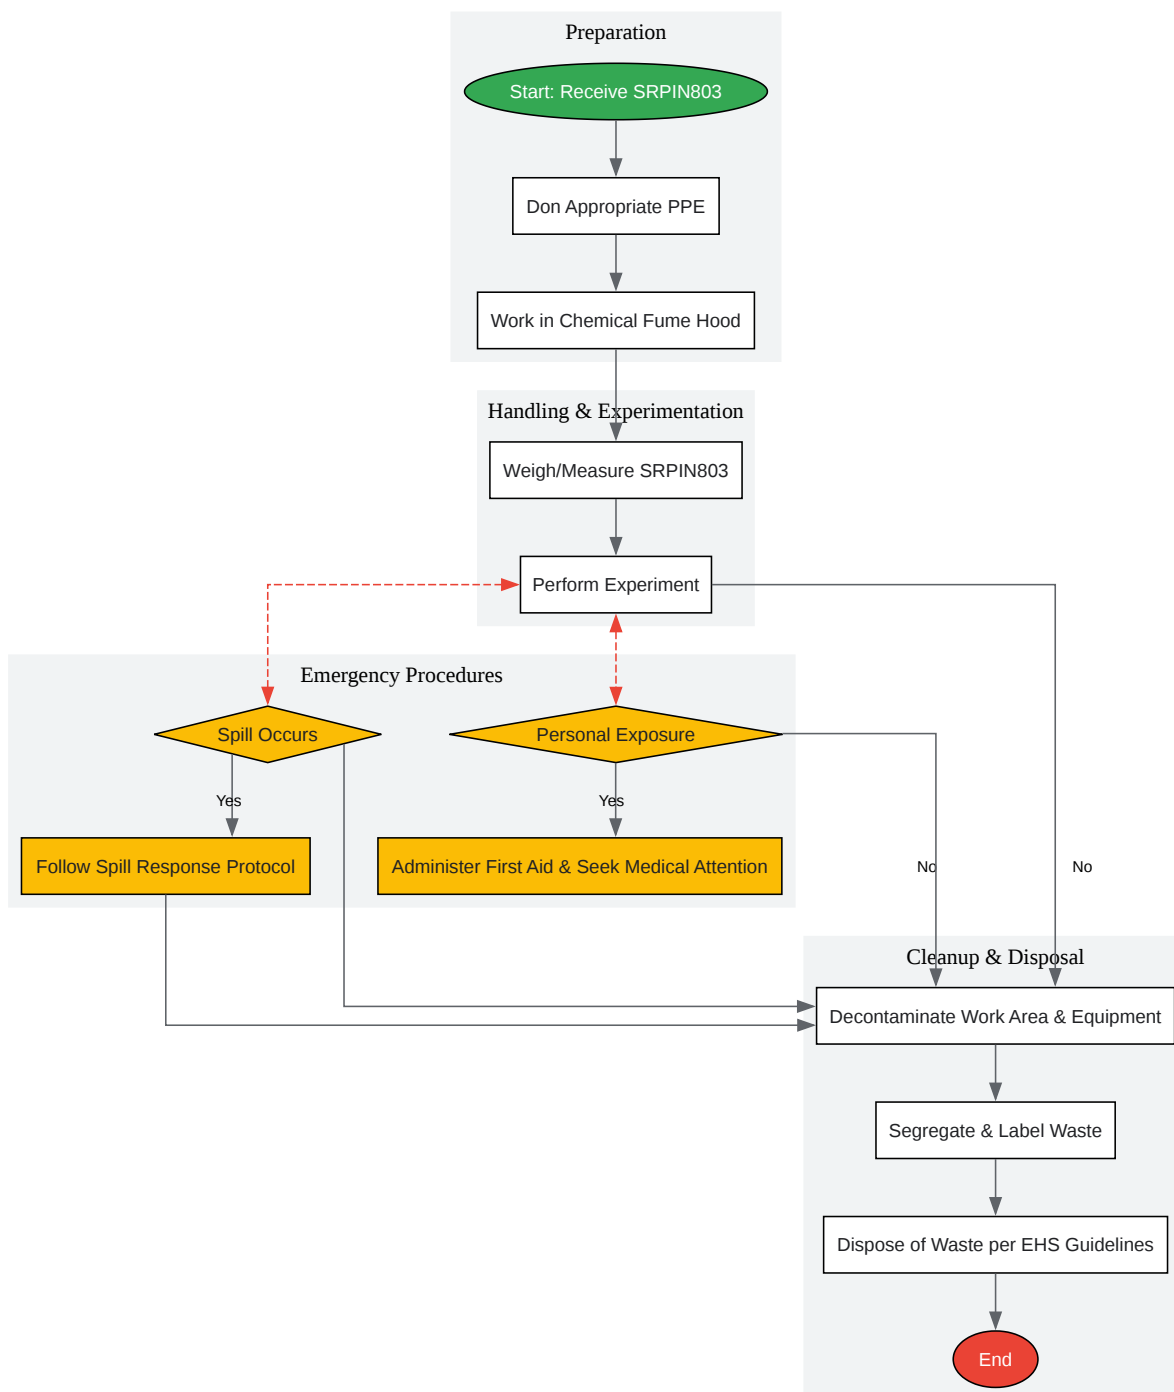 Preparation
Start: Receive SRPIN803
Don Appropriate PPE
Work in Chemical Fume Hood
Handling & Experimentation
Weigh/Measure SRPIN803
Perform Experiment
Emergency Procedures
Spill Occurs
Personal Exposure
Yes
Yes
Follow Spill Response Protocol
Administer First Aid & Seek Medical Attention
No
No
Cleanup & Disposal
Decontaminate Work Area & Equipment
Segregate & Label Waste
Dispose of Waste per EHS Guidelines
End